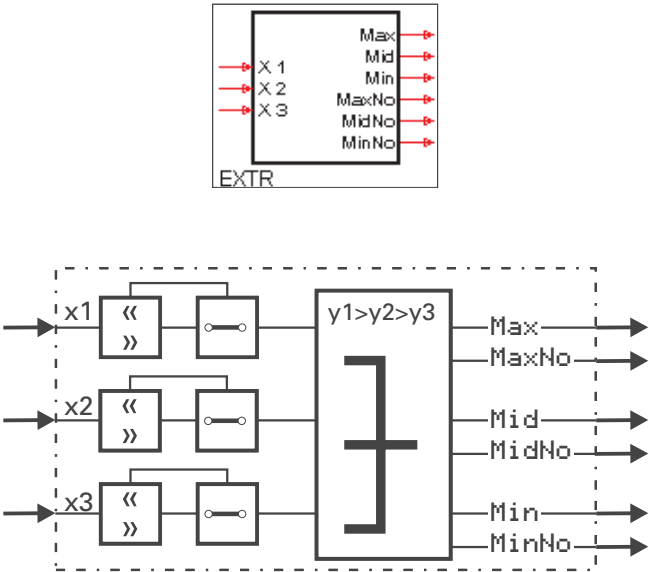 Max
Mid
X 1
Min
X 2
MaxNo
X 3
MidNo
MinNo
EXTR
x1
«
»
y1>y2>y3
Max
MaxNo
x2
«
»
Mid
MidNo
x3
«
»
Min
MinNo